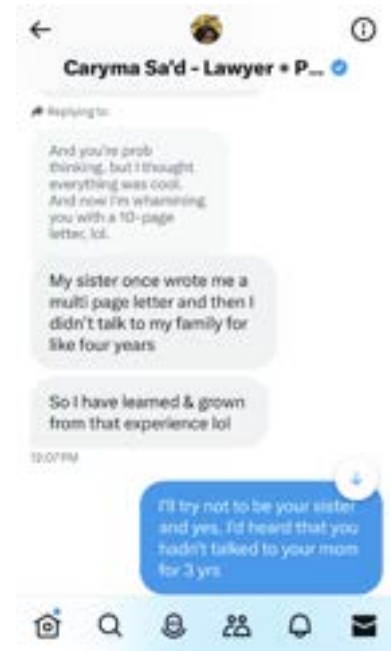 Caryma Sa'd - Lawyer + P...
Replying to
And you're prob
thinking, but I thought
everything was cool.
And now I'm whamming
you with a 10-page
letter, lol.
My sister once wrote me a
multi page letter and then I
didn't talk to my family for
like four years
So I have learned & grown
from that experience lol
I'll try not to be your sister
and yes, I'd heard that you
hadn't talked to your mom
for 3 yrs